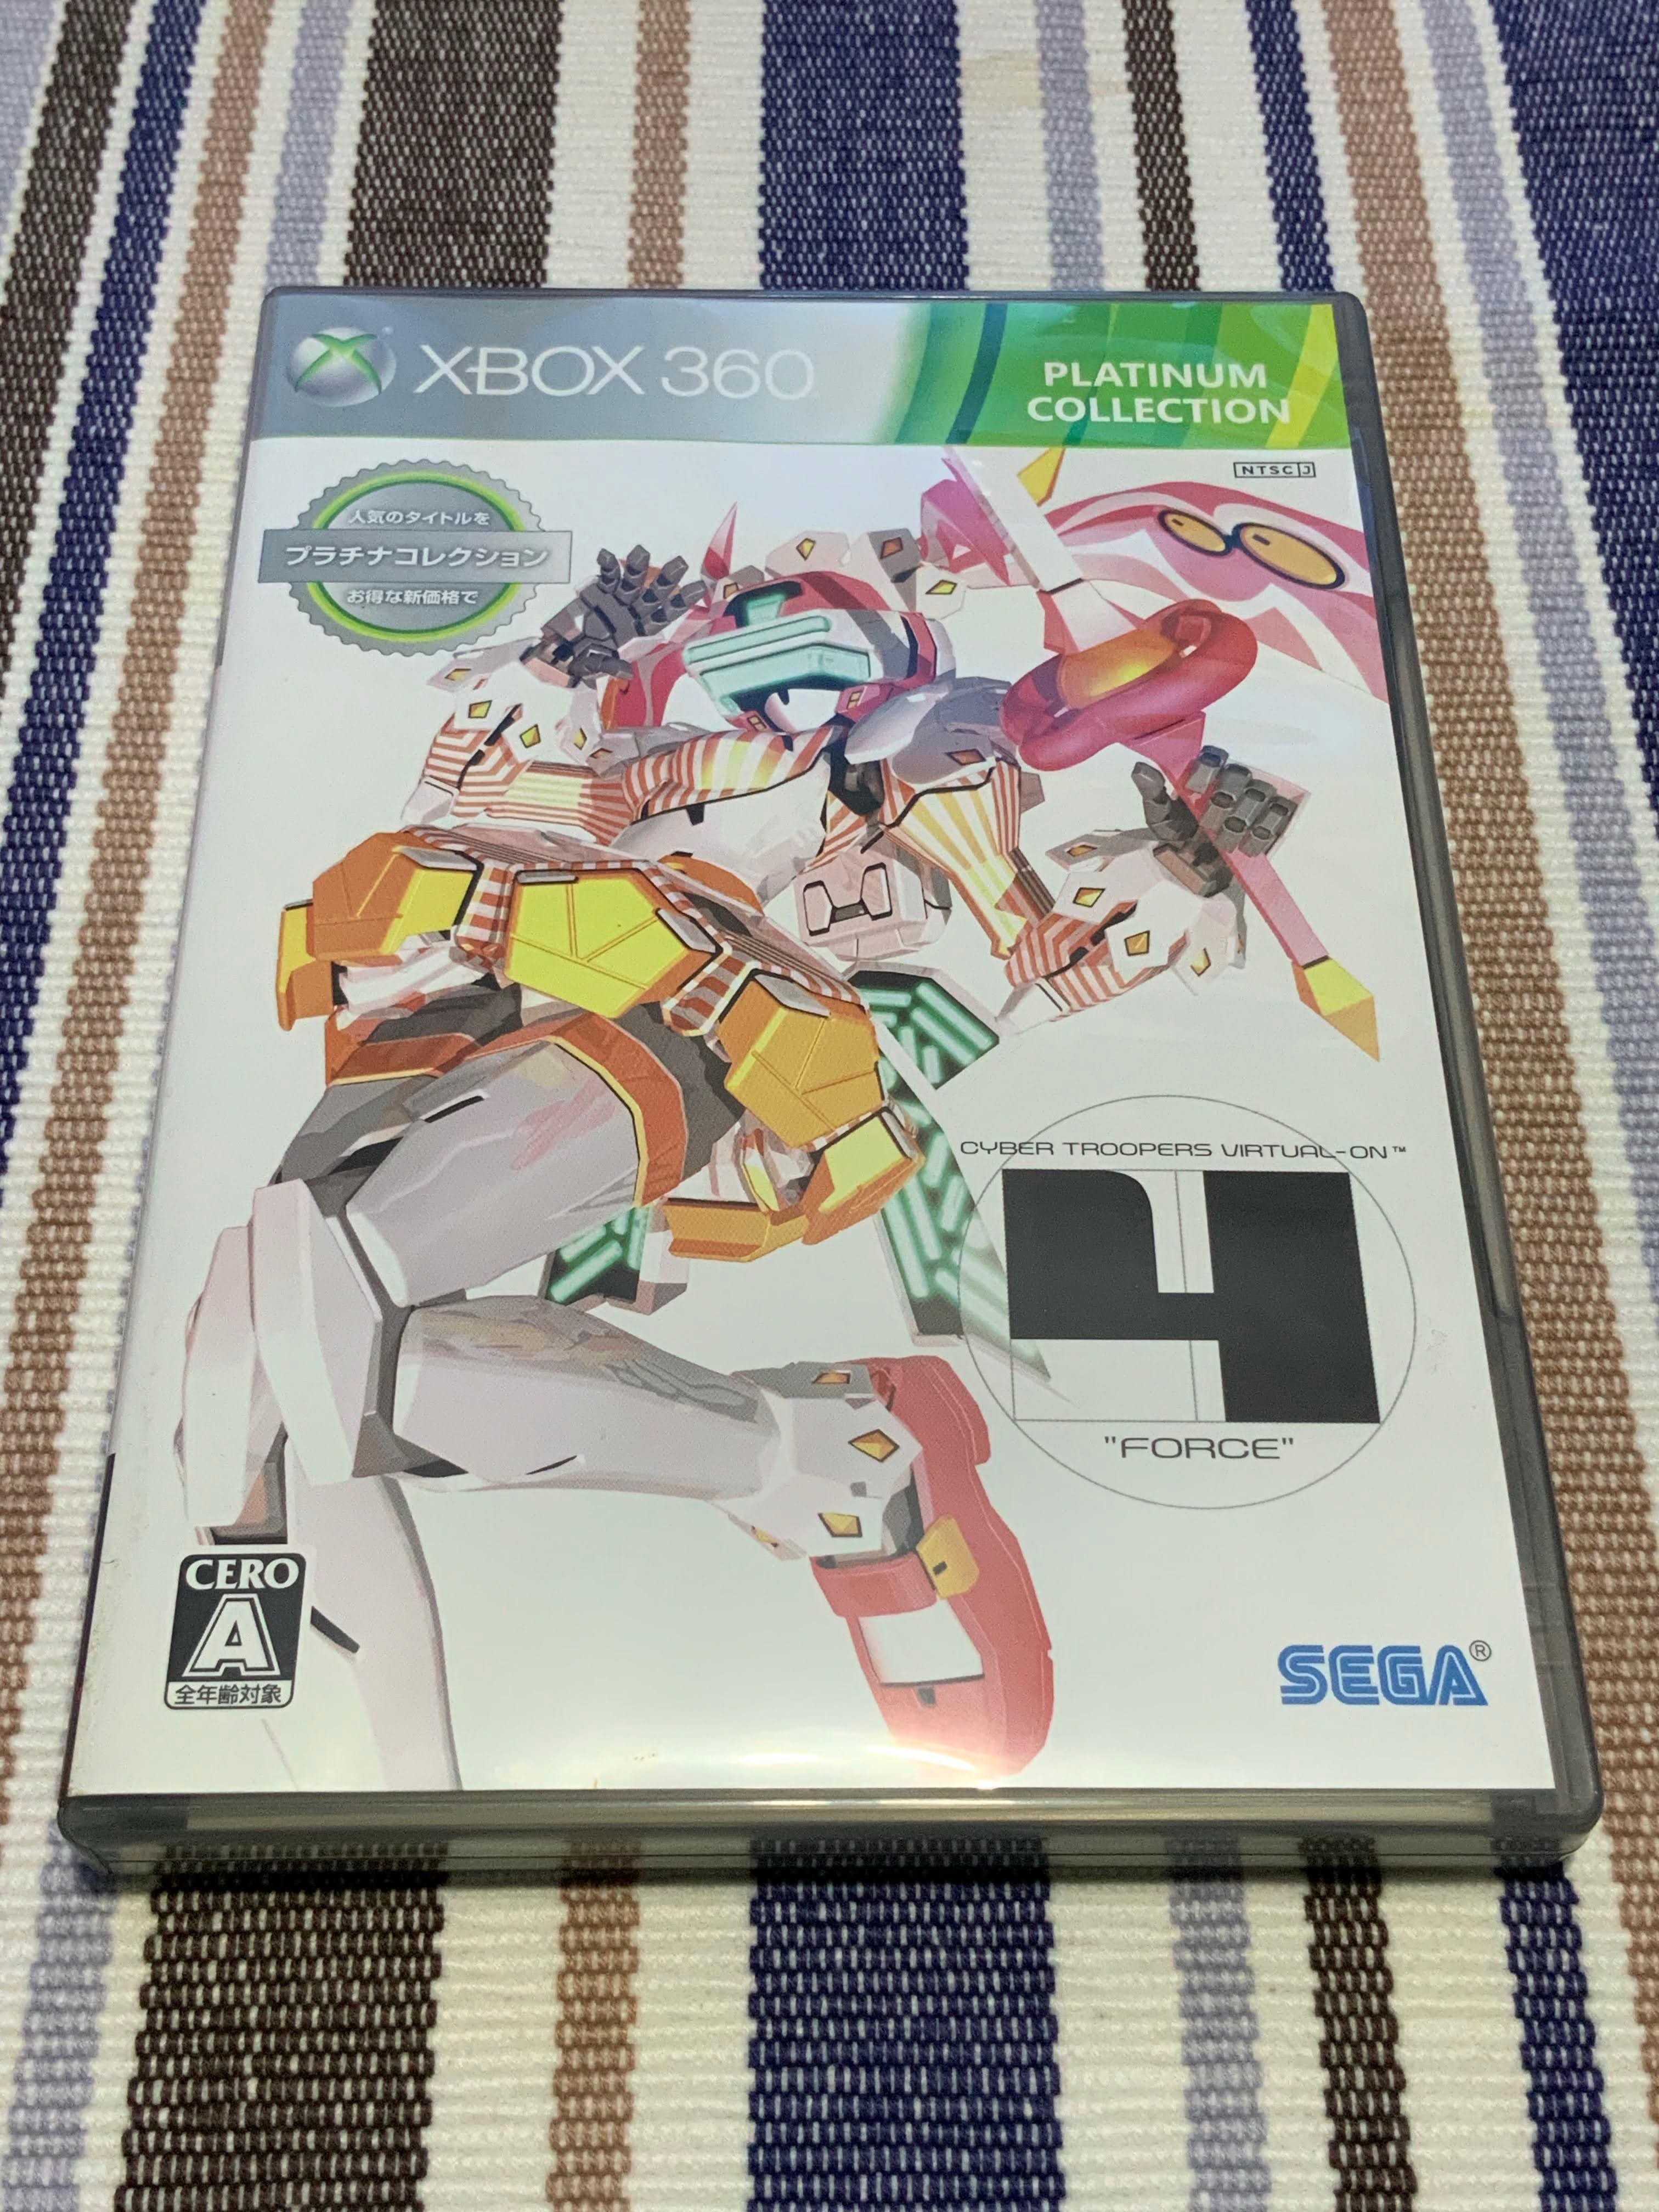 XBOX 360
PLATINUM
COLLECTION
NTSC J
人気のタイトルを
プラチナコレクション
お得な新価格で
CYBER TROOPERS VIRTUAL-ON™
4
"FORCE"
CERO
A
全年齢対象
SEGA®